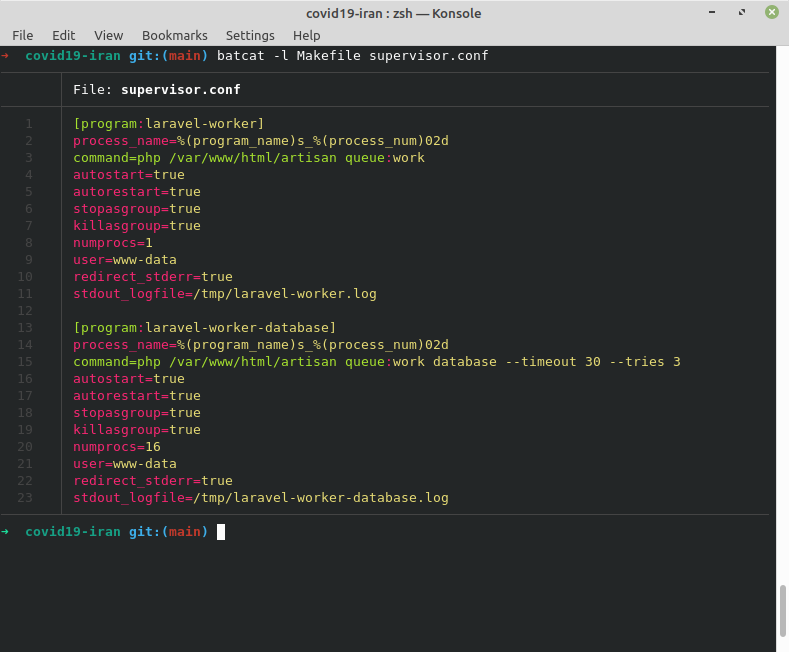 covid19-iran : zsh — Konsole
File Edit View Bookmarks Settings Help
→ covid19-iran git:(main) batcat -l Makefile supervisor.conf
File: supervisor.conf
1 [program:laravel-worker]
2 process_name=%(program_name)s_%(process_num)02d
3 command=php /var/www/html/artisan queue:work
4 autostart=true
5 autorestart=true
6 stopasgroup=true
7 killasgroup=true
8 numprocs=1
9 user=www-data
10 redirect_stderr=true
11 stdout_logfile=/tmp/laravel-worker.log
12
13 [program:laravel-worker-database]
14 process_name=%(program_name)s_%(process_num)02d
15 command=php /var/www/html/artisan queue:work database --timeout 30 --tries 3
16 autostart=true
17 autorestart=true
18 stopasgroup=true
19 killasgroup=true
20 numprocs=16
21 user=www-data
22 redirect_stderr=true
23 stdout_logfile=/tmp/laravel-worker-database.log
→ covid19-iran git:(main)